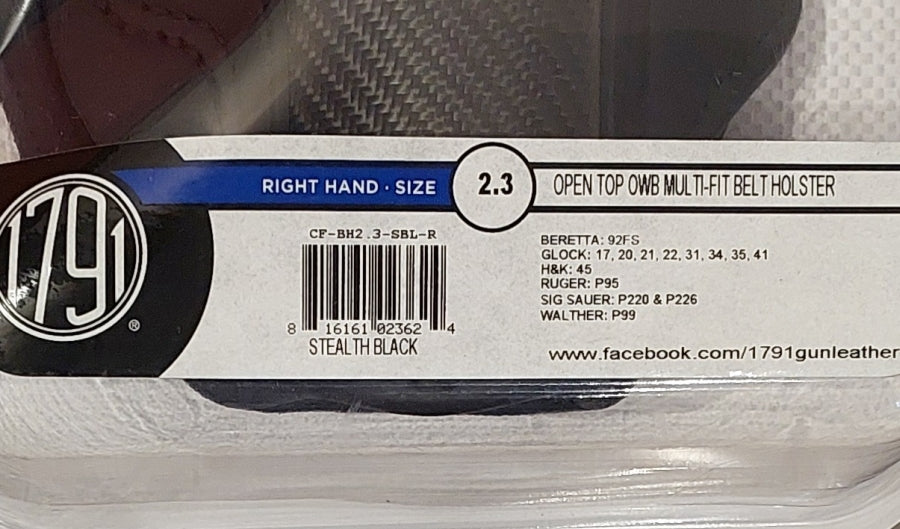 1791
®
RIGHT HAND · SIZE 2.3 OPEN TOP OWB MULTI-FIT BELT HOLSTER
CF-BH2.3-SBL-R
8 16161 02362 4
STEALTH BLACK
BERETTA: 92FS
GLOCK: 17, 20, 21, 22, 31, 34, 35, 41
H&K: 45
RUGER: P95
SIG SAUER: P220 & P226
WALTHER: P99
www.facebook.com/1791gunleather